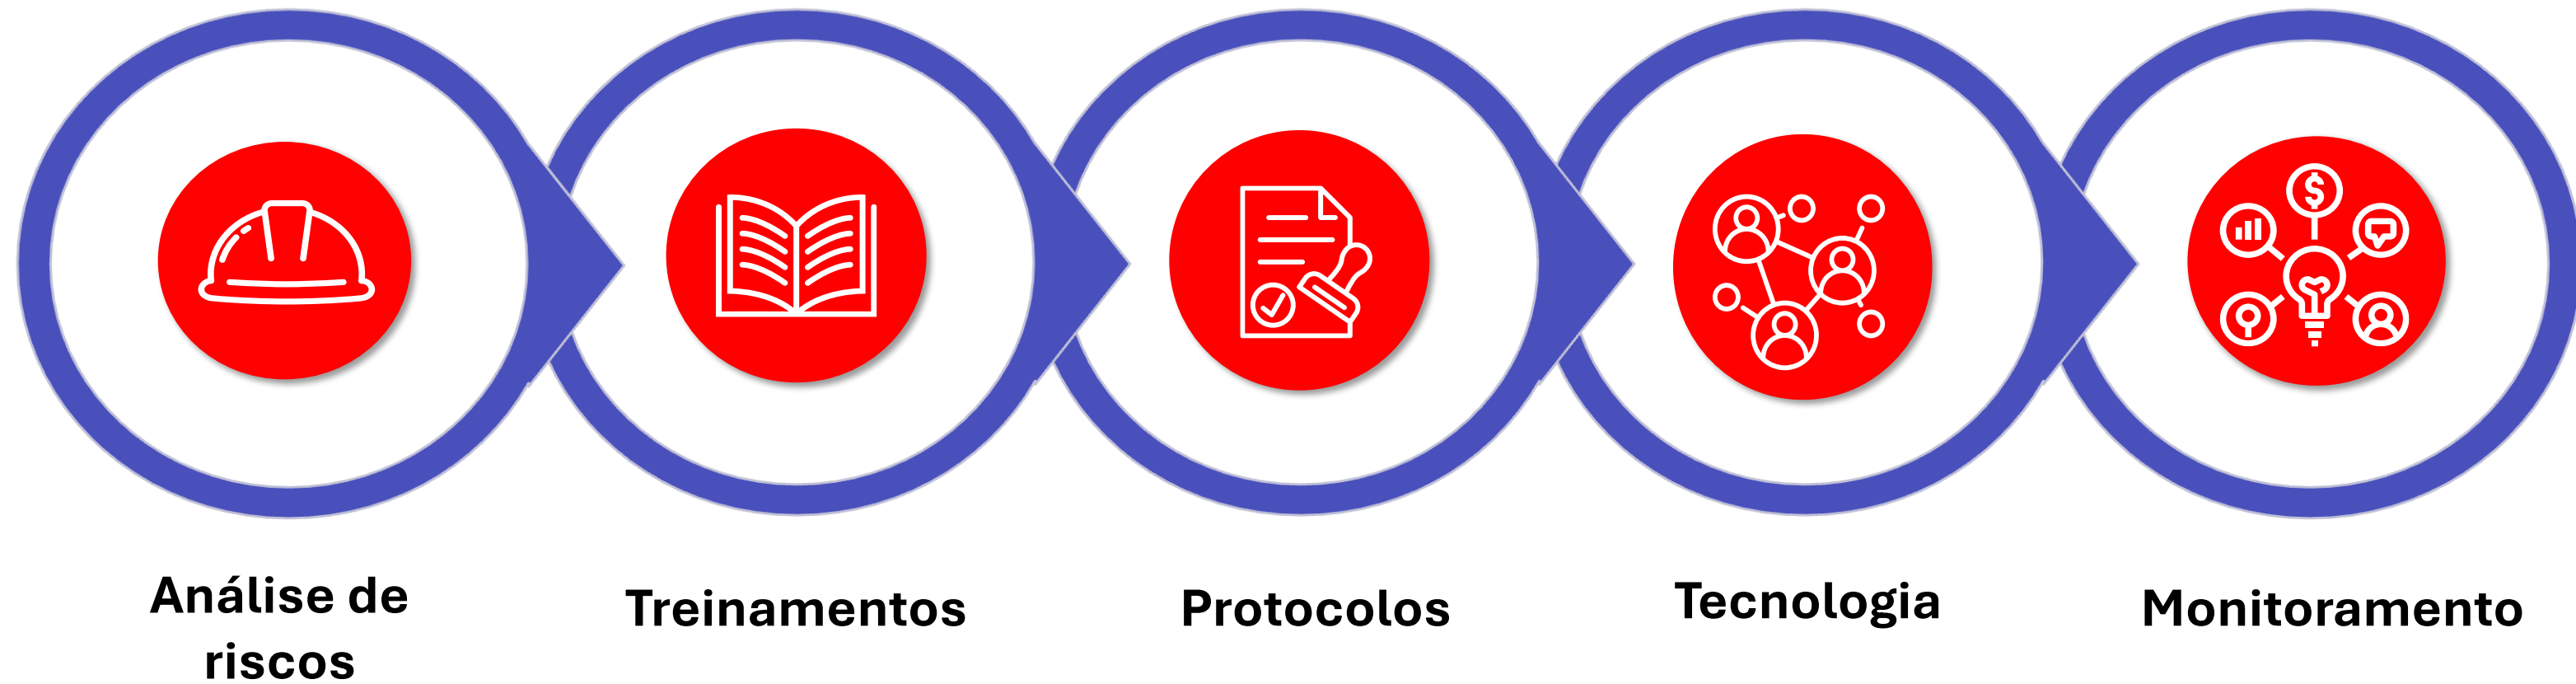 Análise de
riscos
Treinamentos
Protocolos
Tecnologia
Monitoramento
$